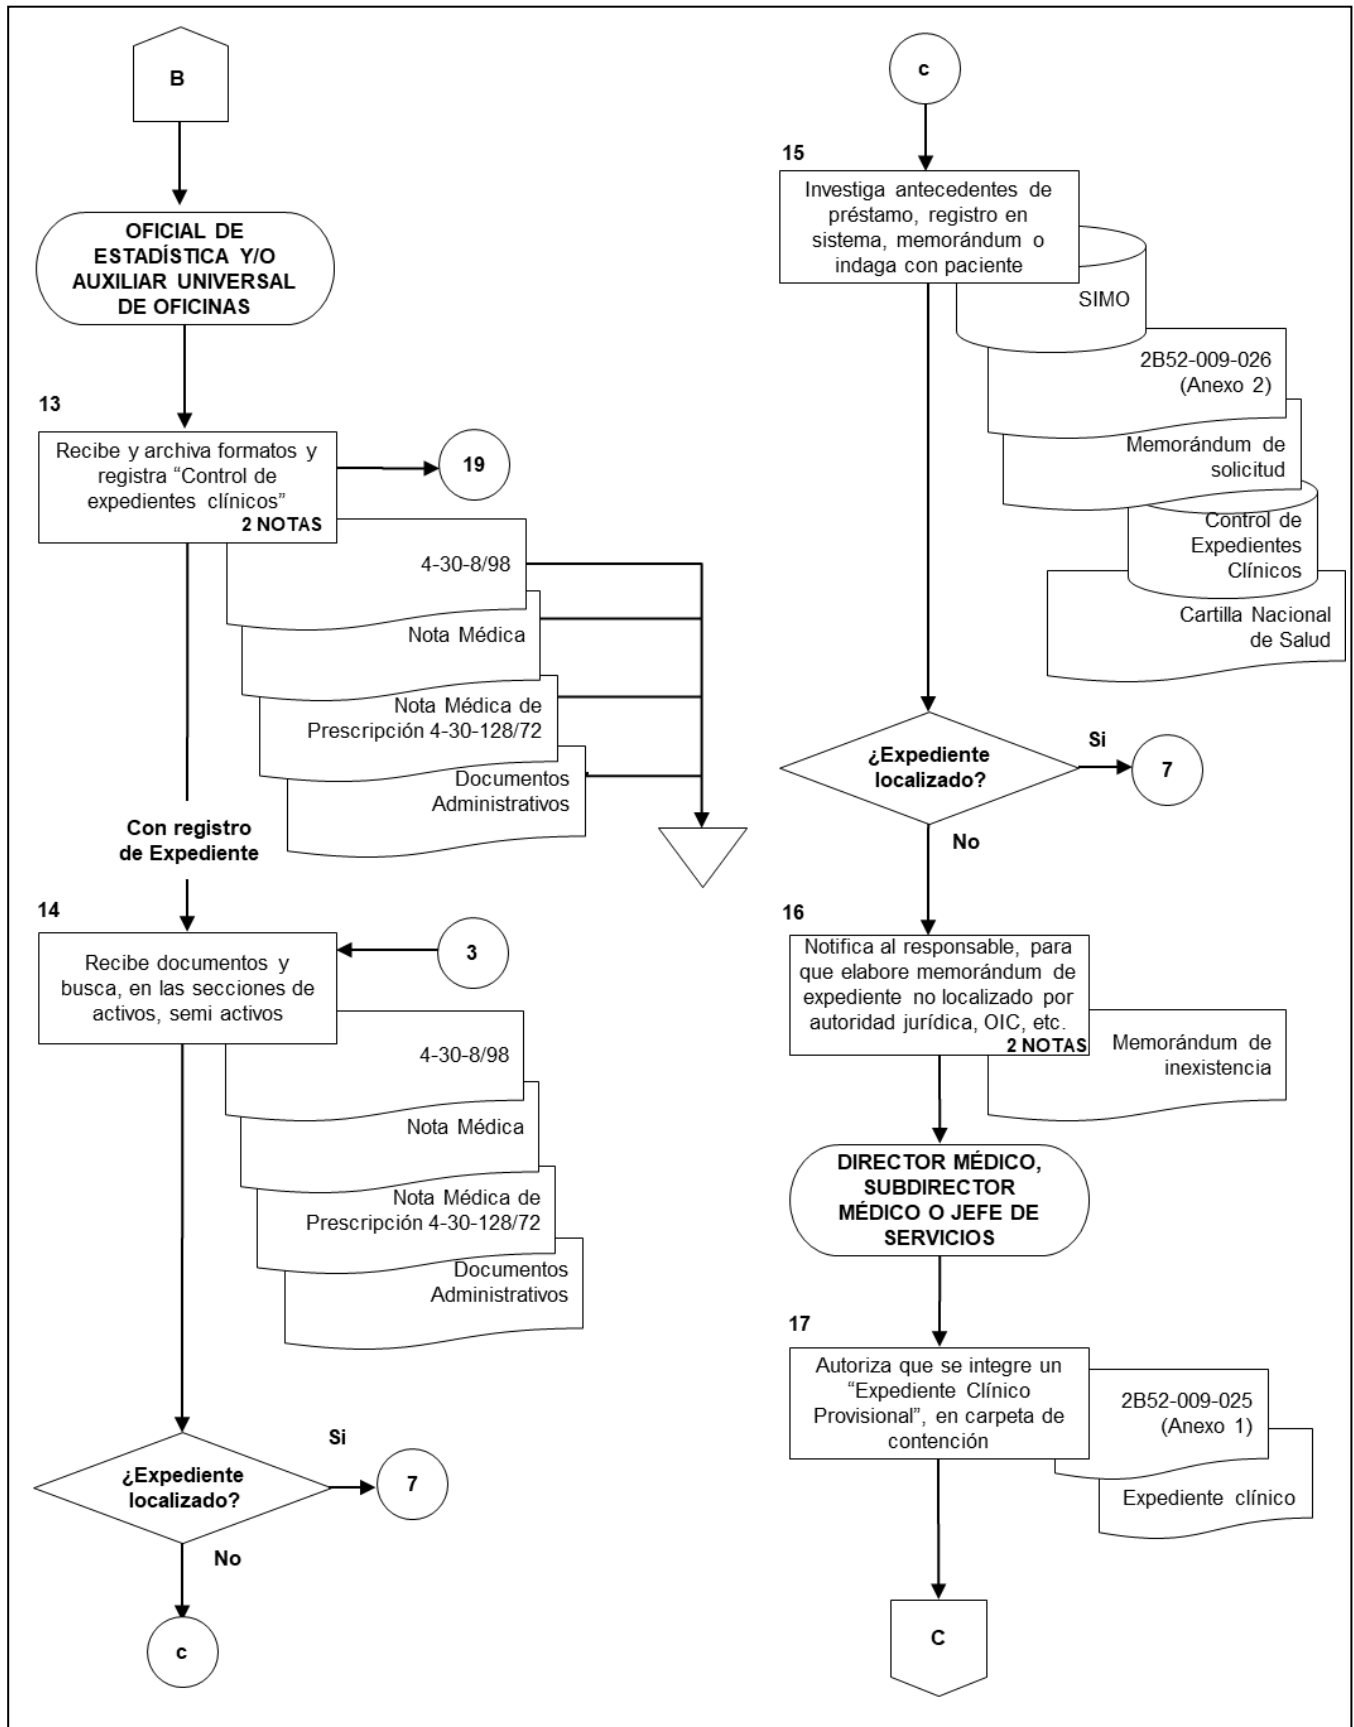 B
OFICIAL DE
ESTADÍSTICA Y/O
AUXILIAR UNIVERSAL
DE OFICINAS
13
Recibe y archiva formatos y
registra “Control de
expedientes clínicos”
2 NOTAS
19
4-30-8/98
Nota Médica
Nota Médica de
Prescripción 4-30-128/72
Documentos
Administrativos
Con registro
de Expediente
14
Recibe documentos y
busca, en las secciones de
activos, semi activos
3
4-30-8/98
Nota Médica
Nota Médica de
Prescripción 4-30-128/72
Documentos
Administrativos
¿Expediente
localizado?
Si
7
No
c
c
15
Investiga antecedentes de
préstamo, registro en
sistema, memorándum o
indaga con paciente
SIMO
2B52-009-026
(Anexo 2)
Memorándum de
solicitud
Control de
Expedientes
Clínicos
Cartilla Nacional
de Salud
¿Expediente
localizado?
Si
7
No
16
Notifica al responsable, para
que elabore memorándum de
expediente no localizado por
autoridad jurídica, OIC, etc.
2 NOTAS
Memorándum de
inexistencia
DIRECTOR MÉDICO,
SUBDIRECTOR
MÉDICO O JEFE DE
SERVICIOS
17
Autoriza que se integre un
“Expediente Clínico
Provisional”, en carpeta de
contención
2B52-009-025
(Anexo 1)
Expediente clínico
C